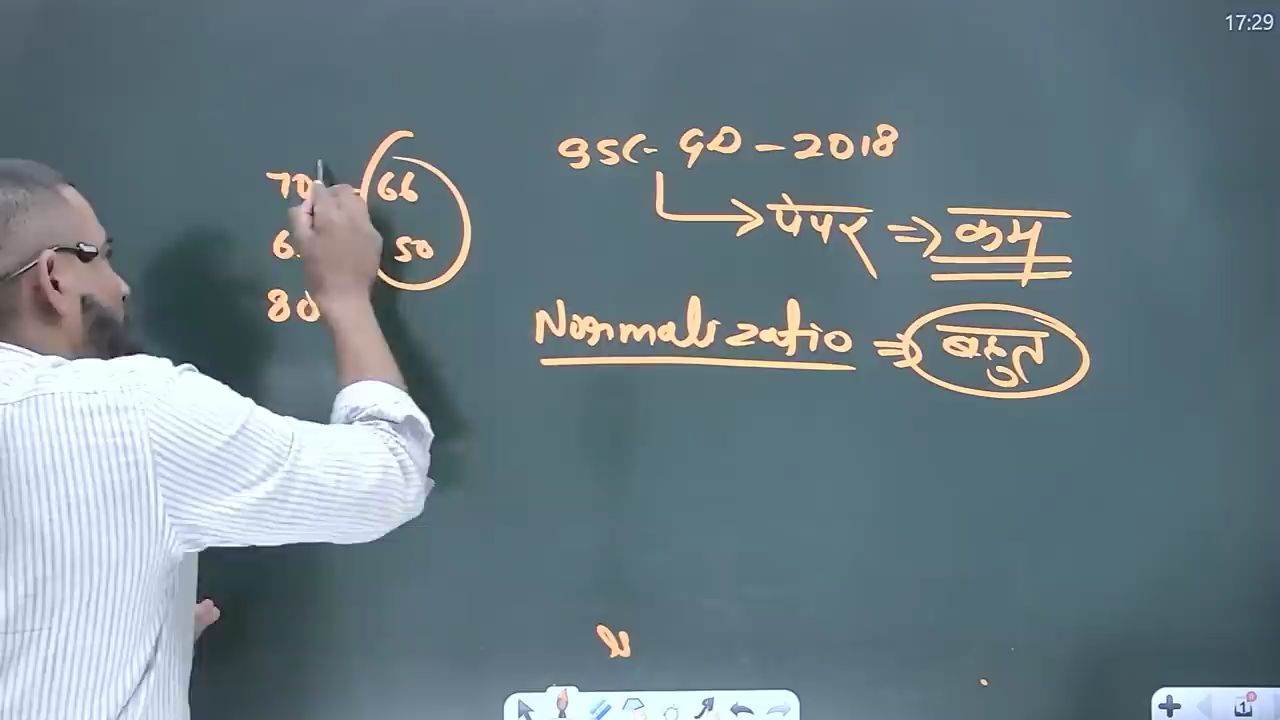 17:29
SSC- GD - 2018
पेपर => कम
Normalizatio => बहुत
70 - 66
50
80